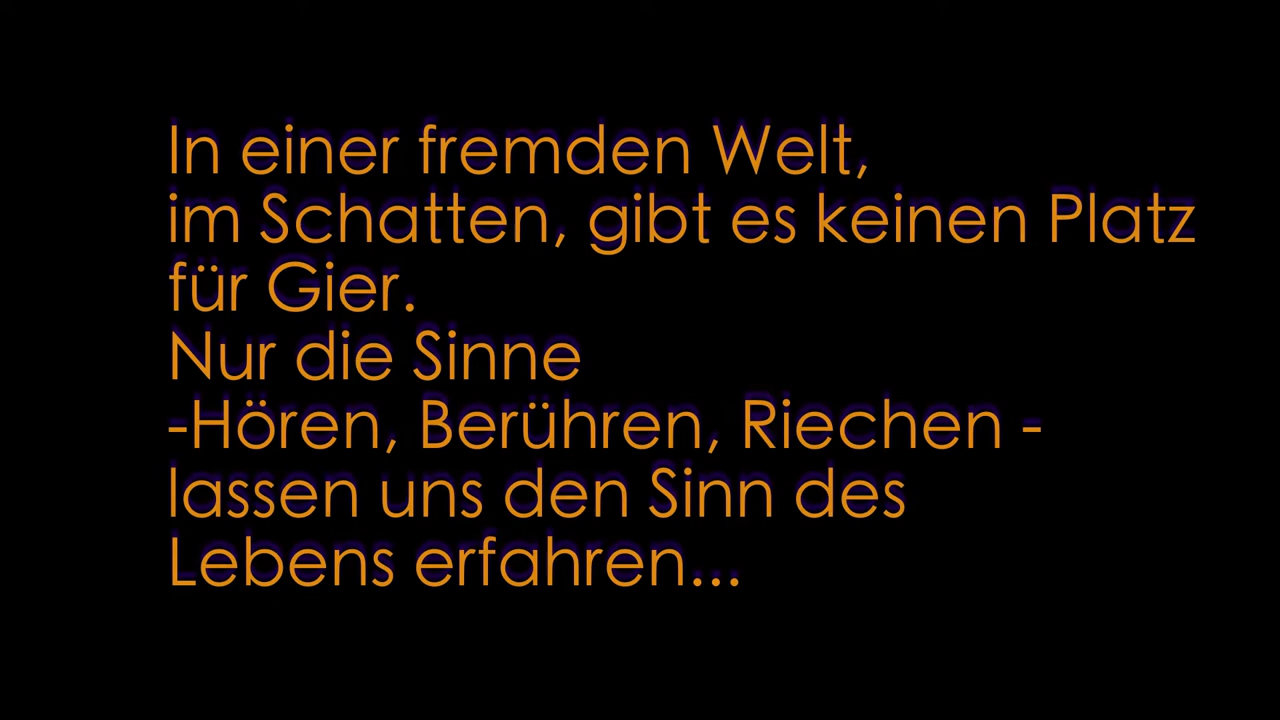 In einer fremden Welt,
im Schatten, gibt es keinen Platz
für Gier.
Nur die Sinne
-Hören, Berühren, Riechen -
lassen uns den Sinn des
Lebens erfahren...